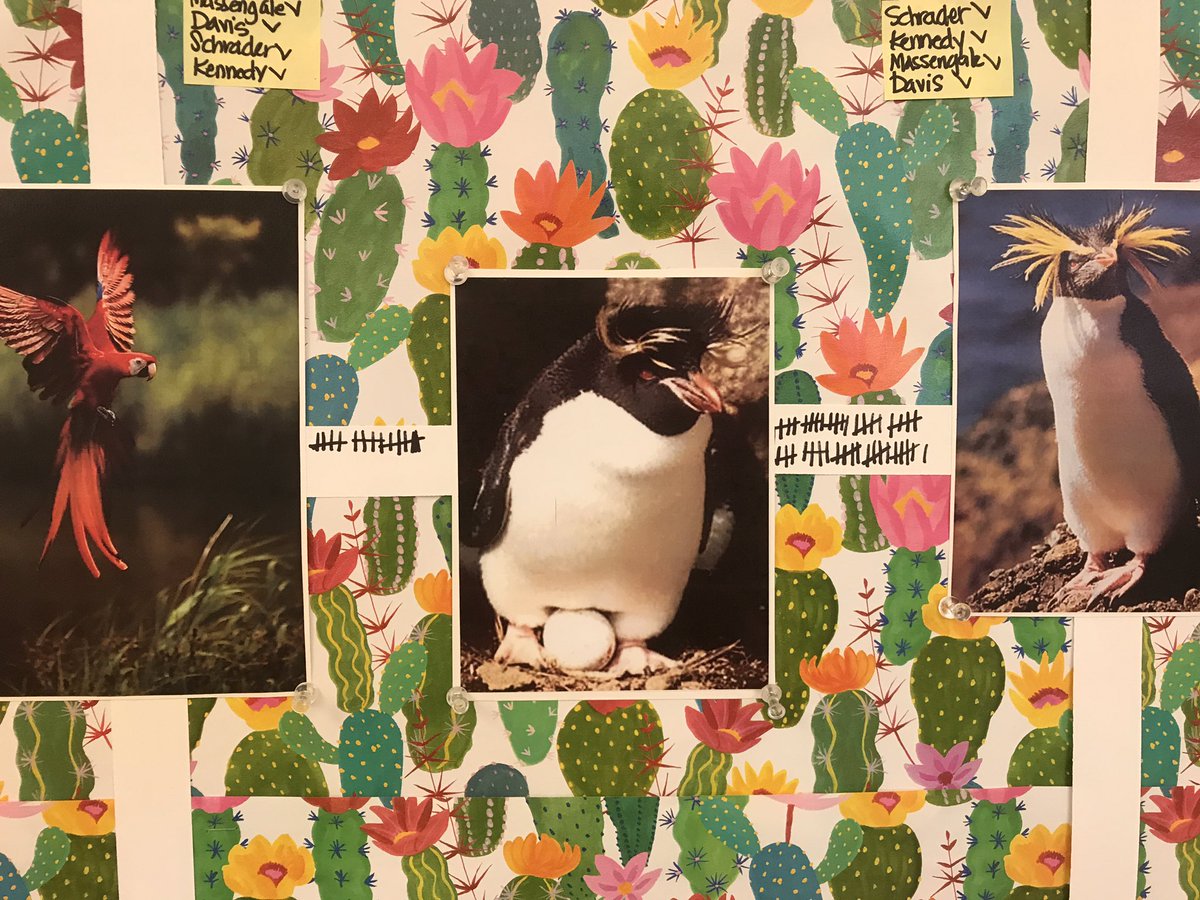 Massengale ✓
Davis ✓
Schrader ✓
Kennedy ✓
Schrader ✓
Kennedy ✓
Massengale ✓
Davis ✓